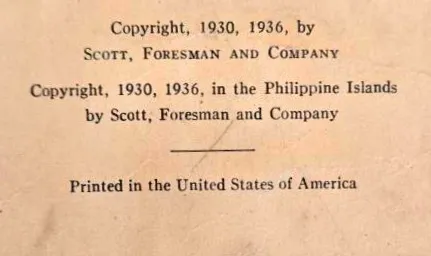 Copyright, 1930, 1936, by
SCOTT, FORESMAN AND COMPANY
Copyright, 1930, 1936, in the Philippine Islands
by Scott, Foresman and Company
Printed in the United States of America